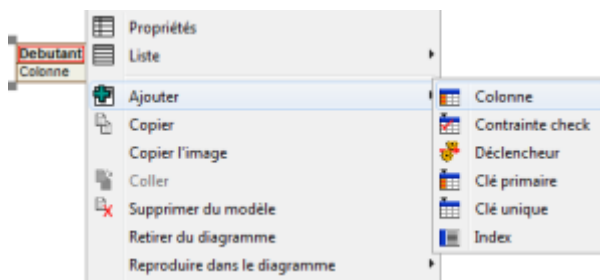 Debutant
Colonne
Propriétés
Liste
Ajouter
Copier
Copier l'image
Coller
Supprimer du modèle
Retirer du diagramme
Reproduire dans le diagramme
Colonne
Contrainte check
Déclencheur
Clé primaire
Clé unique
Index